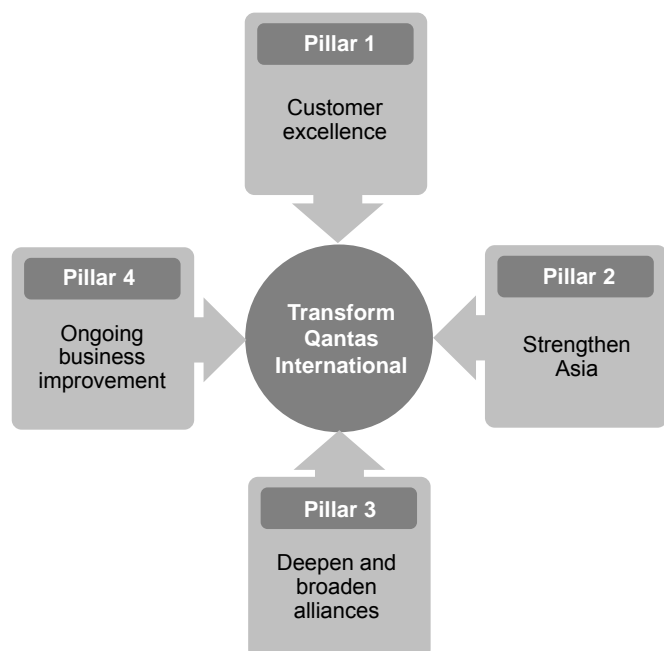 Pillar 1
Customer
excellence
Pillar 4
Ongoing
business
improvement
Transform
Qantas
International
Pillar 2
Strengthen
Asia
Pillar 3
Deepen and
broaden
alliances